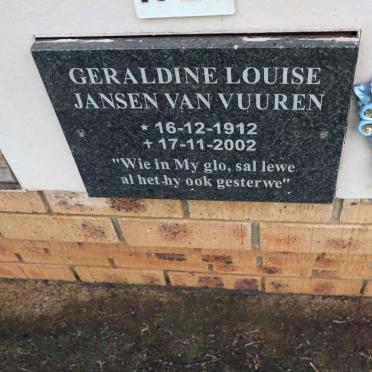 GERALDINE LOUISE
JANSEN VAN VUUREN
★ 16-12-1912
✝ 17-11-2002
"Wie in My glo, sal lewe
al het hy ook gesterwe"